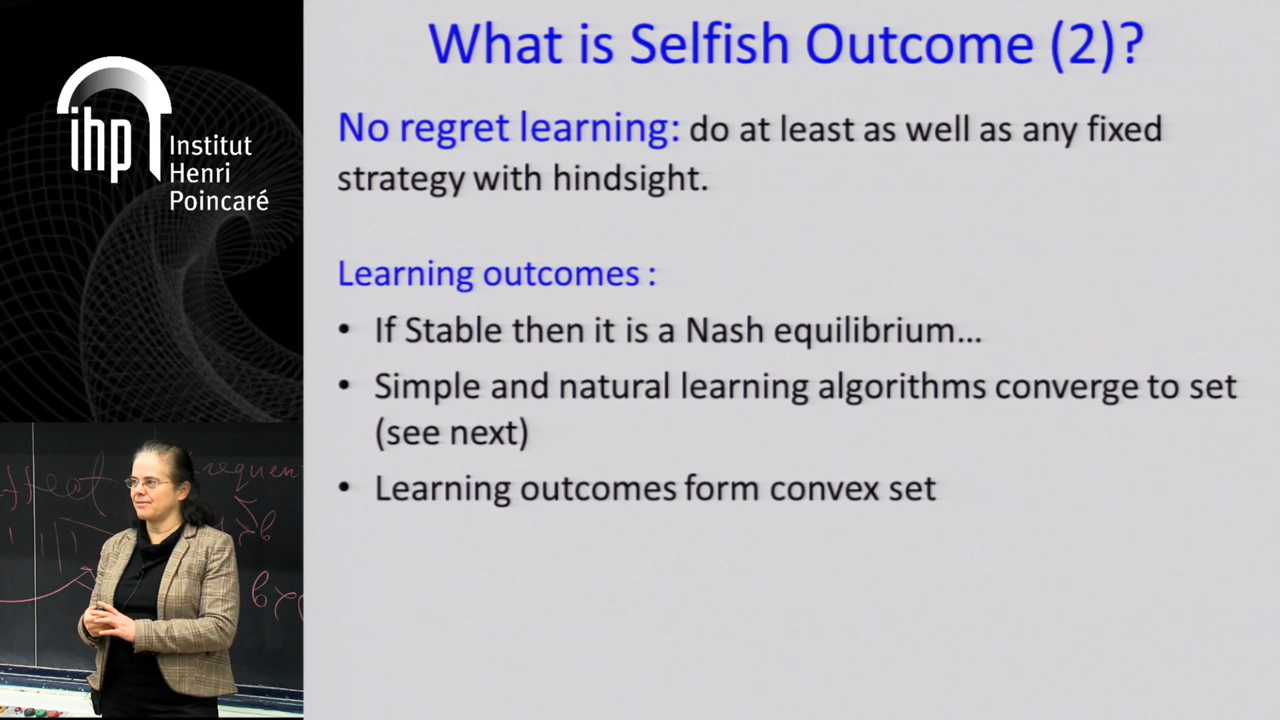 ihp
Institut
Henri
Poincaré
What is Selfish Outcome (2)?
No regret learning: do at least as well as any fixed
strategy with hindsight.
Learning outcomes :
• If Stable then it is a Nash equilibrium...
• Simple and natural learning algorithms converge to set
(see next)
• Learning outcomes form convex set